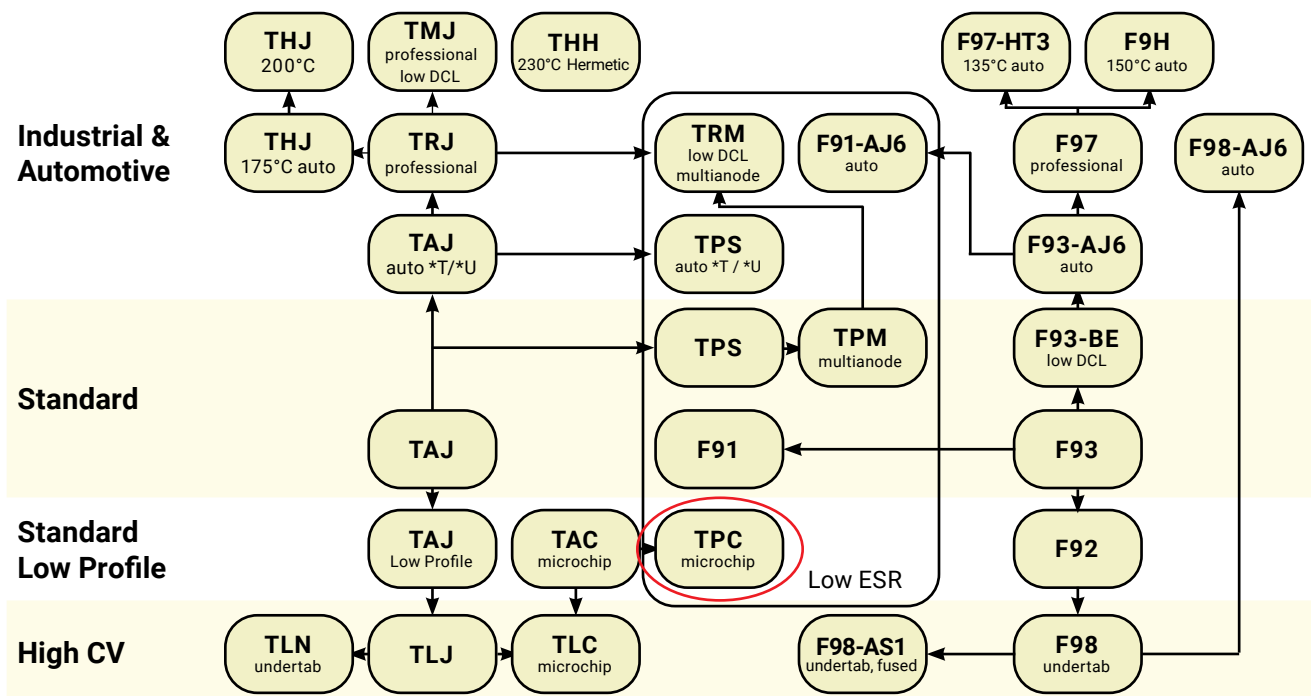 THJ
200°C
TMJ
professional
low DCL
THH
230°C Hermetic
F97-HT3
135°C auto
F9H
150°C auto
Industrial &
Automotive
THJ
175°C auto
TRJ
professional
TRM
low DCL
multianode
F91-AJ6
auto
F97
professional
F98-AJ6
auto
TAJ
auto *T/*U
TPS
auto *T / *U
F93-AJ6
auto
Standard
TPS
TPM
multianode
F93-BE
low DCL
TAJ
F91
F93
Standard
Low Profile
TAJ
Low Profile
TAC
microchip
TPC
microchip
Low ESR
F92
High CV
TLN
undertab
TLJ
TLC
microchip
F98-AS1
undertab, fused
F98
undertab